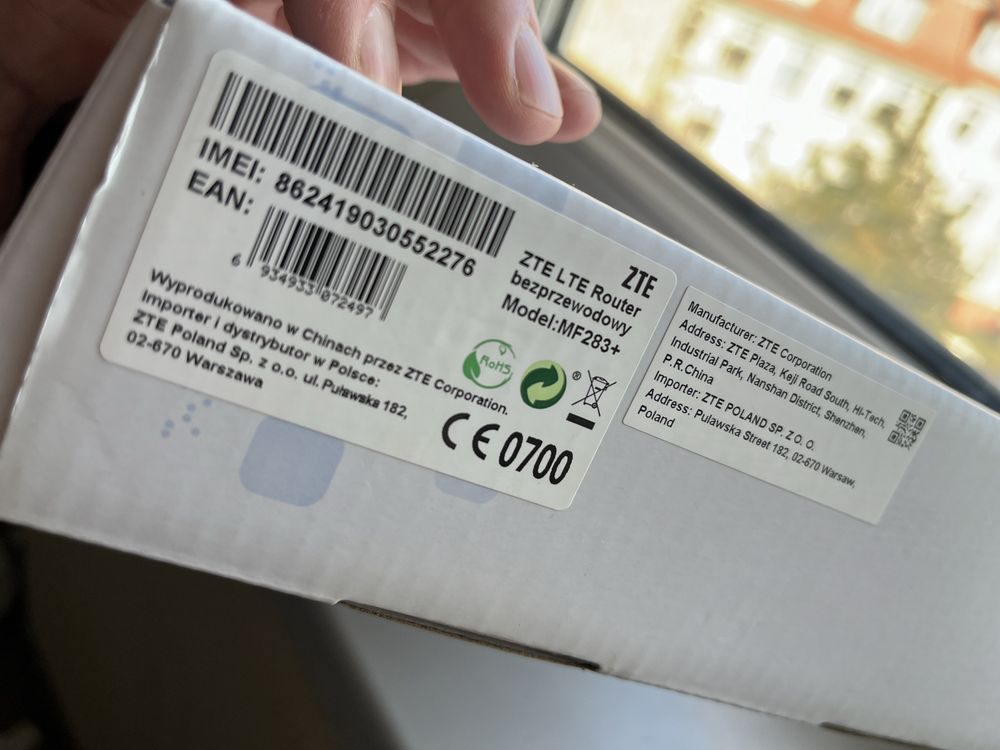 IMEI: 862419030552276
EAN:
6 934933 072497
ZTE
ZTE LTE Router
bezprzewodowy
Model:MF283+
Wyprodukowano w Chinach przez ZTE Corporation.
Importer i dystrybutor w Polsce:
ZTE Poland Sp. z o.o. ul. Puławska 182,
02-670 Warszawa
RoHS
®
CE 0700
Manufacturer: ZTE Corporation
Address: ZTE Plaza, Keji Road South, Hi-Tech,
Industrial Park, Nanshan District, Shenzhen,
P.R.China
Importer: ZTE POLAND SP. Z O. O.
Address: Pulawska Street 182, 02-670 Warsaw,
Poland